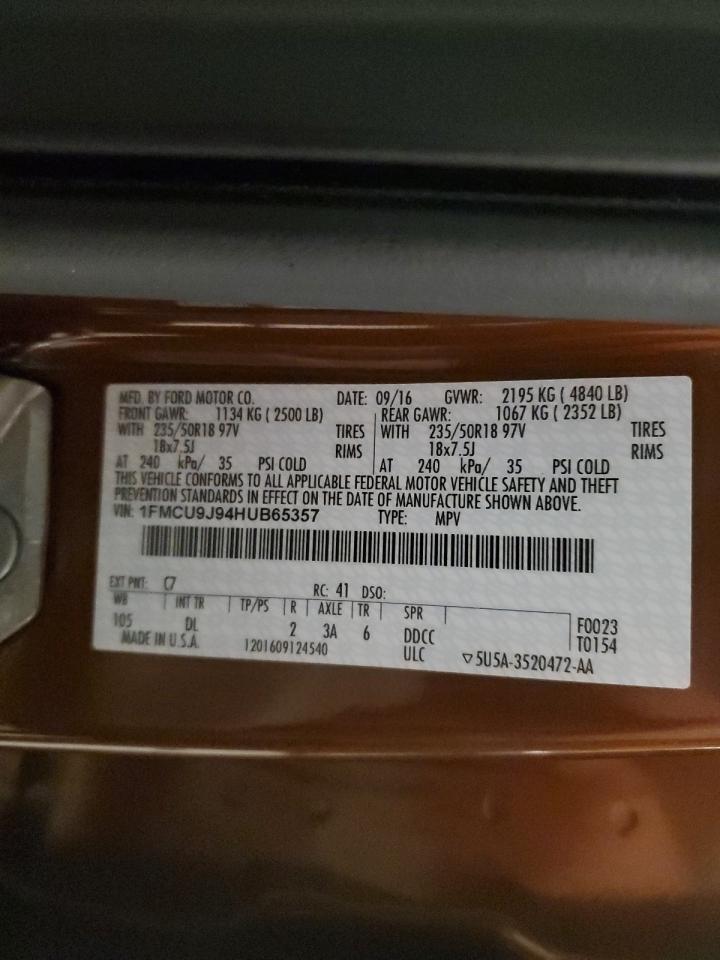 MFD. BY FORD MOTOR CO. DATE: 09/16 GVWR: 2195 KG ( 4840 LB)
FRONT GAWR: 1134 KG ( 2500 LB) REAR GAWR: 1067 KG ( 2352 LB)
WITH 235/50R18 97V TIRES WITH 235/50R18 97V TIRES
18x7.5J RIMS 18x7.5J RIMS
AT 240 kPa/ 35 PSI COLD AT 240 kPa/ 35 PSI COLD
THIS VEHICLE CONFORMS TO ALL APPLICABLE FEDERAL MOTOR VEHICLE SAFETY AND THEFT
PREVENTION STANDARDS IN EFFECT ON THE DATE OF MANUFACTURE SHOWN ABOVE.
VIN: 1FMCU9J94HUB65357 TYPE: MPV
EXT PNT: C7 RC: 41 DSO:
WB INT TR TP/PS R AXLE TR SPR
105 DL 2 3A 6 DDCC F0023
MADE IN U.S.A. 1201609124540 ULC T0154
▽5U5A-3520472-AA